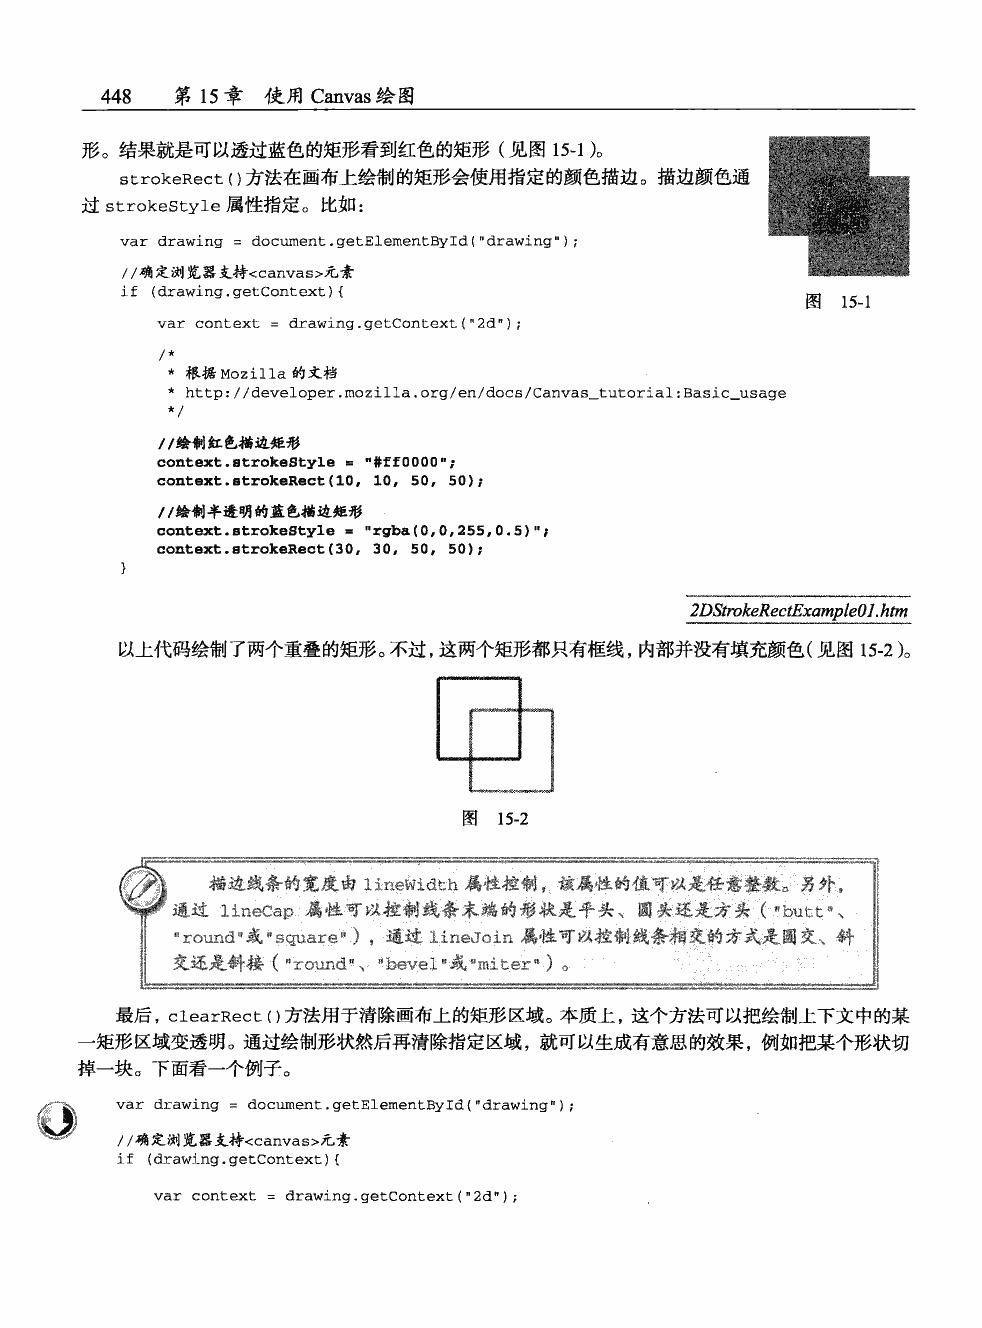 448 第 15 章 使用 Canvas 绘图
形。结果就是可以透过蓝色的矩形看到红色的矩形（见图 15-1）。
strokeRect()方法在画布上绘制的矩形会使用指定的颜色描边。描边颜色通
过 strokeStyle 属性指定。比如：
var drawing = document.getElementById("drawing");
//确定浏览器支持<canvas>元素
if (drawing.getContext){
图 15-1
var context = drawing.getContext("2d");
/*
* 根据 Mozilla 的文档
* http://developer.mozilla.org/en/docs/Canvas_tutorial:Basic_usage
*/
//绘制红色描边矩形
context.strokeStyle = "#ff0000";
context.strokeRect(10, 10, 50, 50);
//绘制半透明的蓝色描边矩形
context.strokeStyle = "rgba(0,0,255,0.5)";
context.strokeRect(30, 30, 50, 50);
}
2DStrokeRectExample01.htm
以上代码绘制了两个重叠的矩形。不过，这两个矩形都只有框线，内部并没有填充颜色（见图 15-2）。
图 15-2
描边线条的宽度由 lineWidth 属性控制，该属性的值可以是任意整数。另外，
通过 lineCap 属性可以控制线条末端的形状是平头、圆头还是方头（"butt"、
"round"或"square"），通过 lineJoin 属性可以控制线条相交的方式是圆交、斜
交还是斜接（"round"、"bevel"或"miter"）。
最后，clearRect()方法用于清除画布上的矩形区域。本质上，这个方法可以把绘制上下文中的某
一矩形区域变透明。通过绘制形状然后再清除指定区域，就可以生成有意思的效果，例如把某个形状切
掉一块。下面看一个例子。
var drawing = document.getElementById("drawing");
//确定浏览器支持<canvas>元素
if (drawing.getContext){
var context = drawing.getContext("2d");